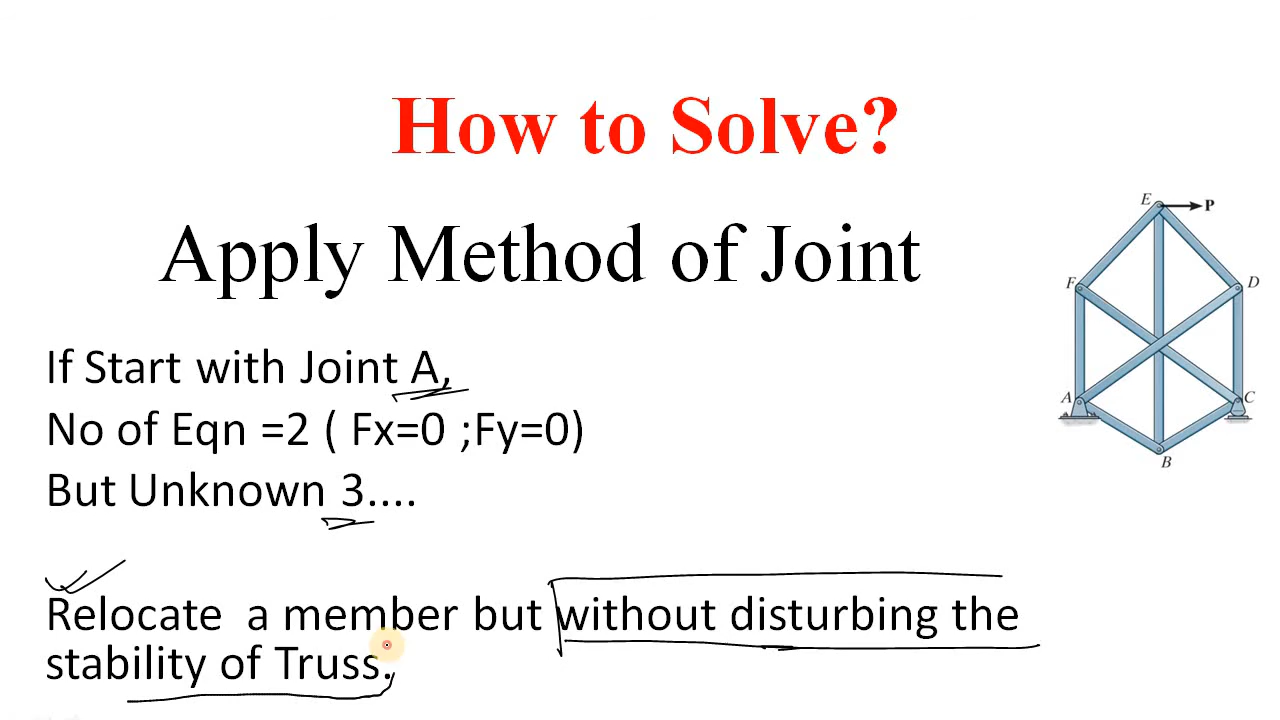 How to Solve?
Apply Method of Joint
If Start with Joint A,
No of Eqn =2 ( Fx=0 ;Fy=0)
But Unknown 3....
Relocate a member but without disturbing the
stability of Truss.
E
P
F
D
A
C
B